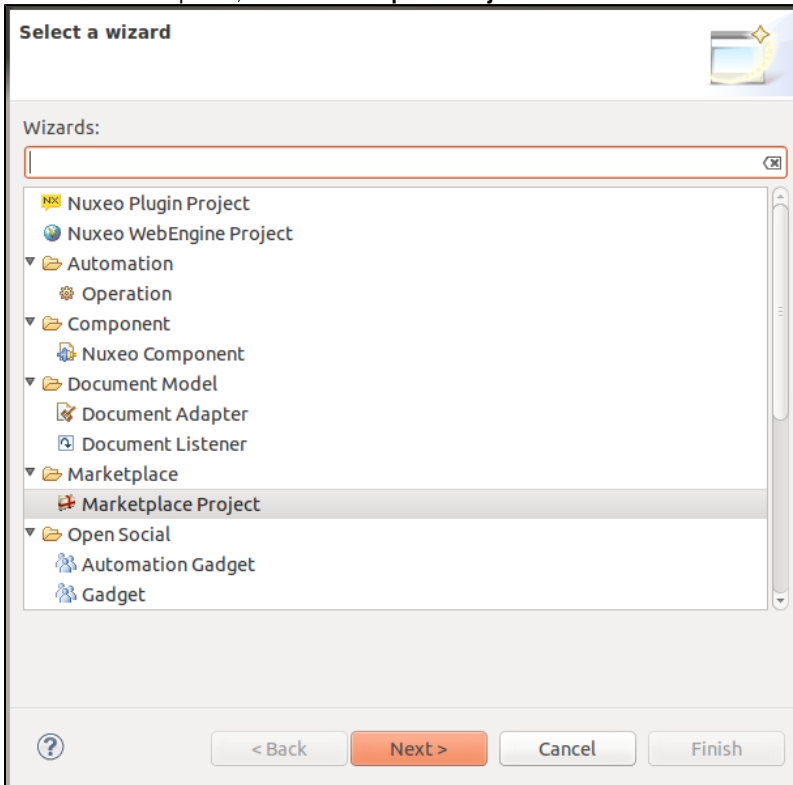 Select a wizard
Wizards:
NX Nuxeo Plugin Project
Nuxeo WebEngine Project
Automation
Operation
Component
Nuxeo Component
Document Model
Document Adapter
Document Listener
Marketplace
Marketplace Project
Open Social
Automation Gadget
Gadget
? < Back Next > Cancel Finish